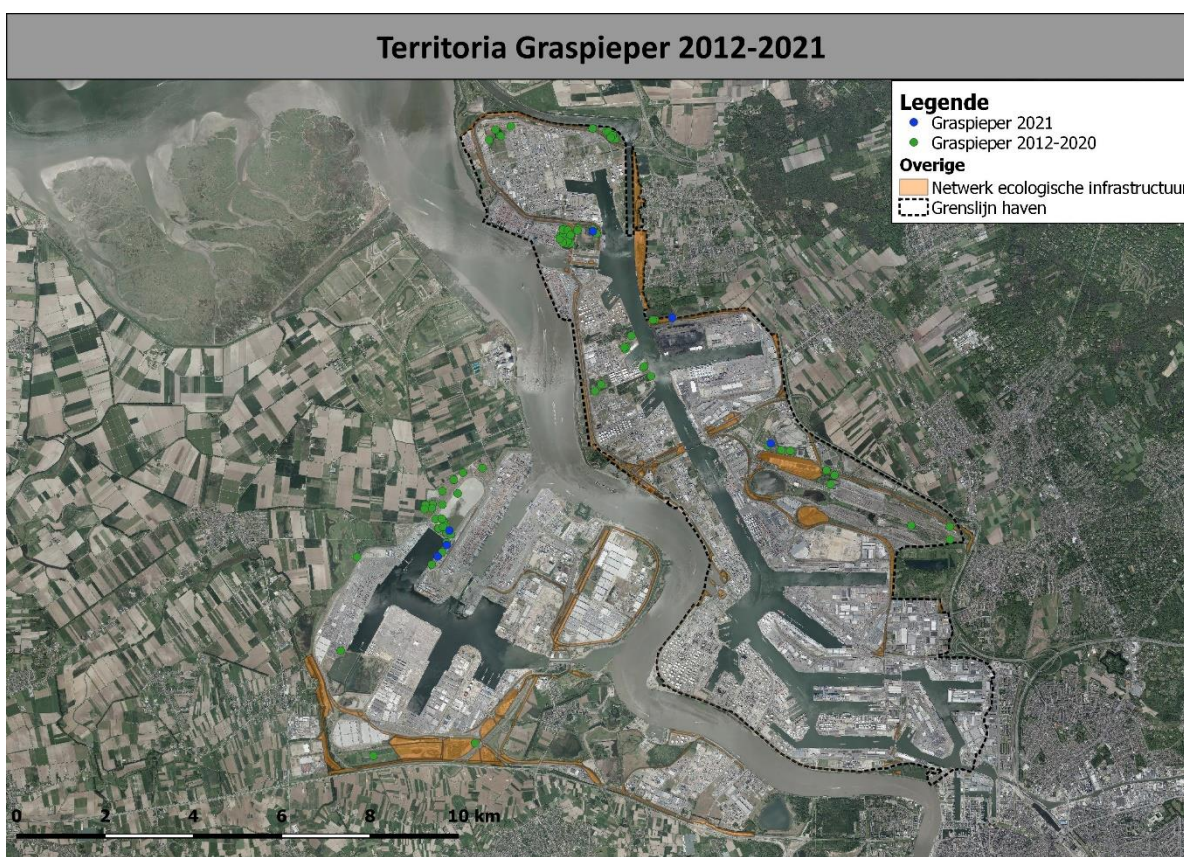 Territoria Graspieper 2012-2021
Legende
Graspieper 2021
Graspieper 2012-2020
Overige
Netwerk ecologische infrastructuur
Grenslijn haven
0 2 4 6 8 10 km